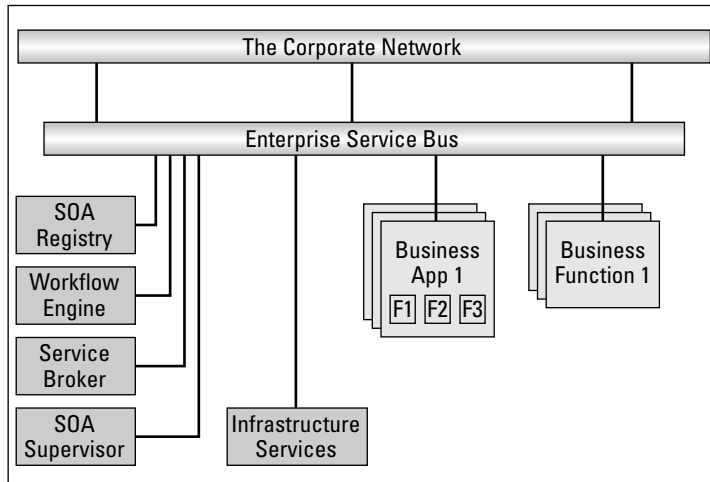 The Corporate Network
Enterprise Service Bus
SOA
Registry
Workflow
Engine
Service
Broker
SOA
Supervisor
Infrastructure
Services
Business
App 1
F1 F2 F3
Business
Function 1